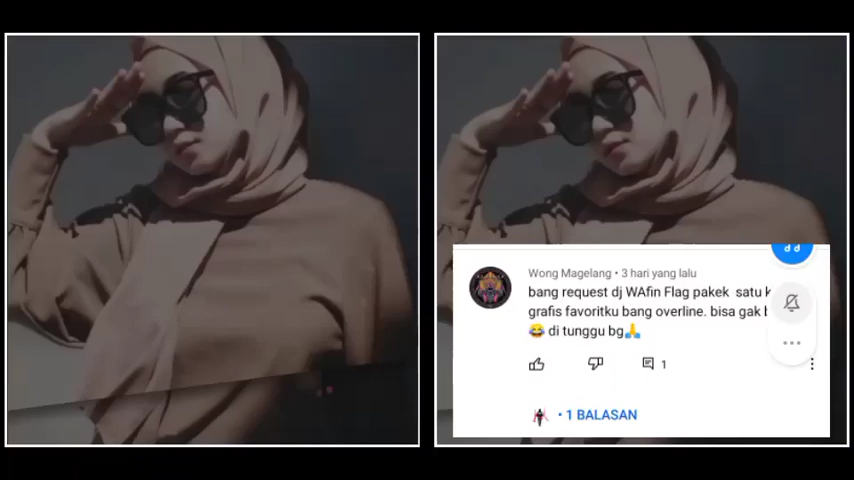 Wong Magelang • 3 hari yang lalu
bang request dj WAfin Flag pakek satu
grafis favoritku bang overline. bisa gak
😂 di tunggu bg🙏
1
• 1 BALASAN